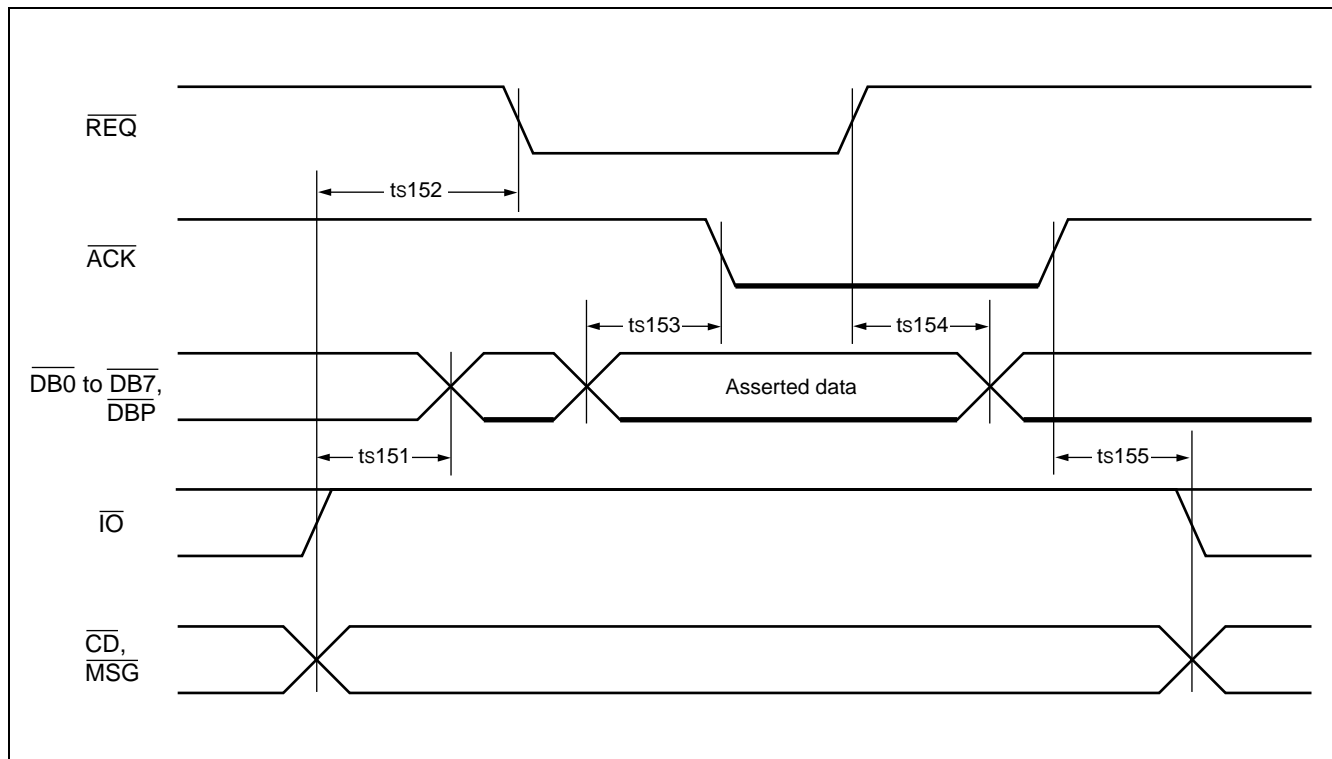 REQ
ts152
ACK
ts153
ts154
DB0 to DB7,
DBP
Asserted data
ts151
ts155
IO
CD,
MSG